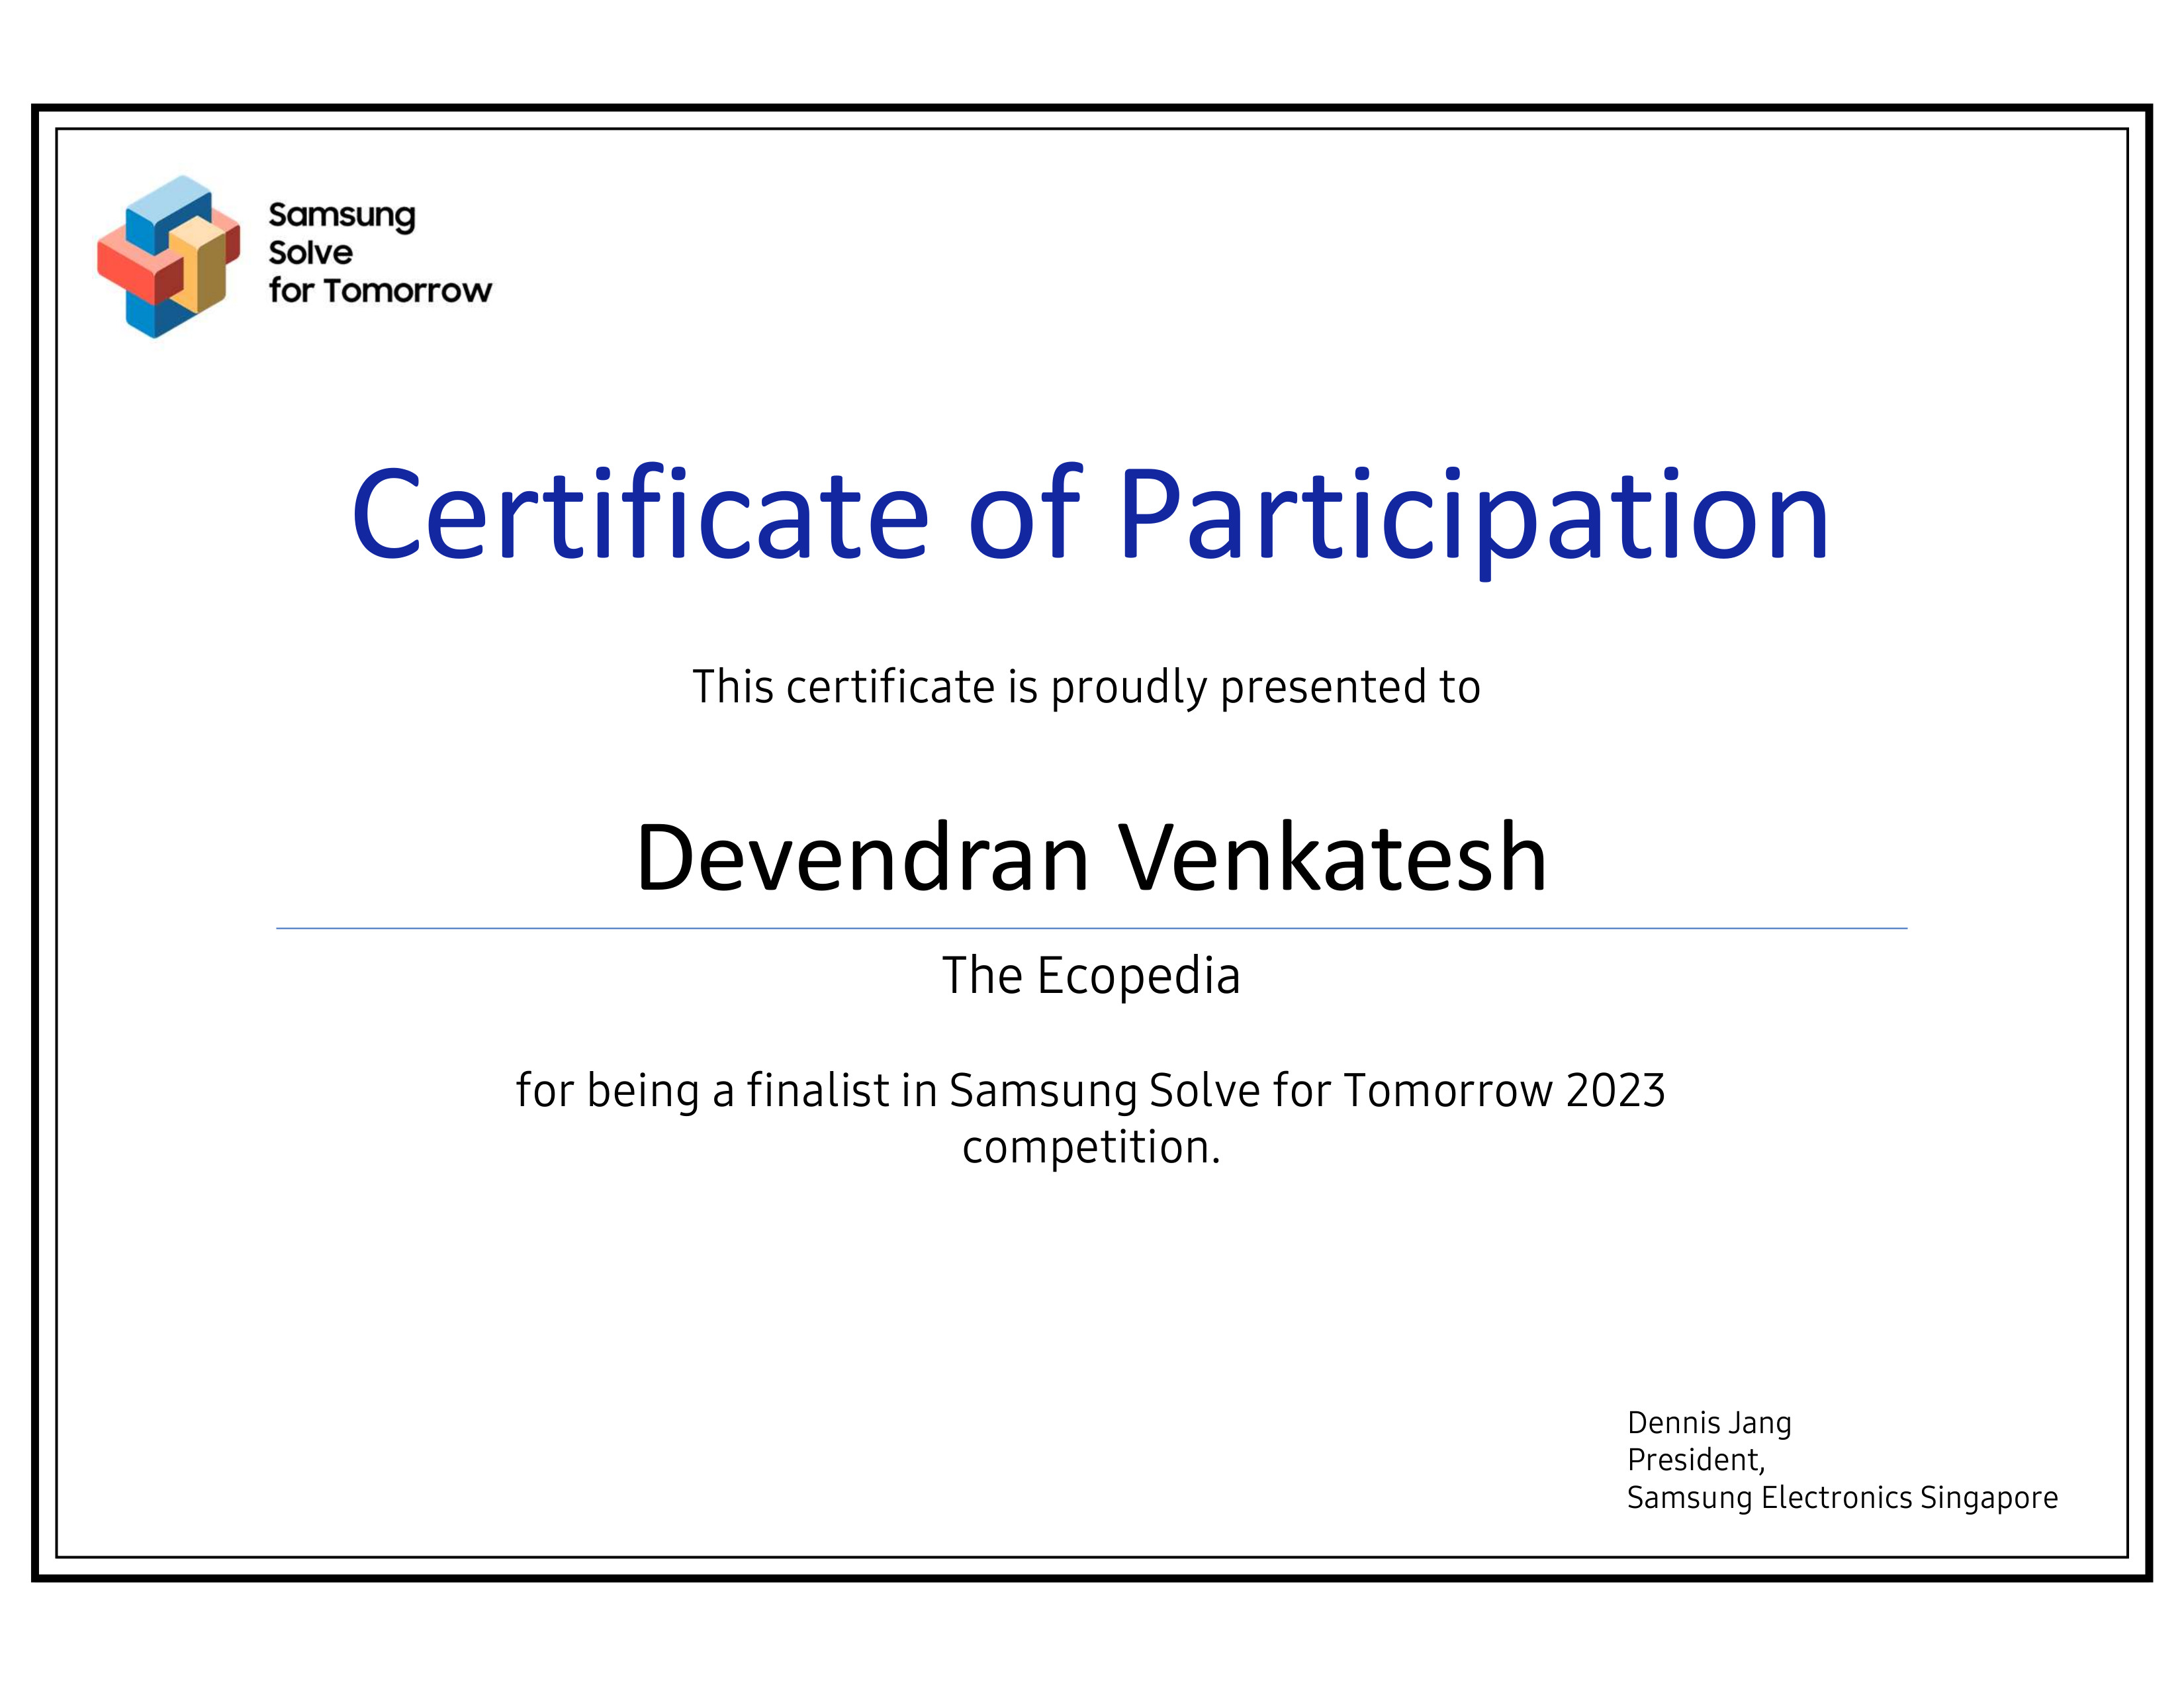 Samsung
Solve
for Tomorrow
Certificate of Participation
This certificate is proudly presented to
Devendran Venkatesh
The Ecopedia
for being a finalist in Samsung Solve for Tomorrow 2023
competition.
Dennis Jang
President,
Samsung Electronics Singapore